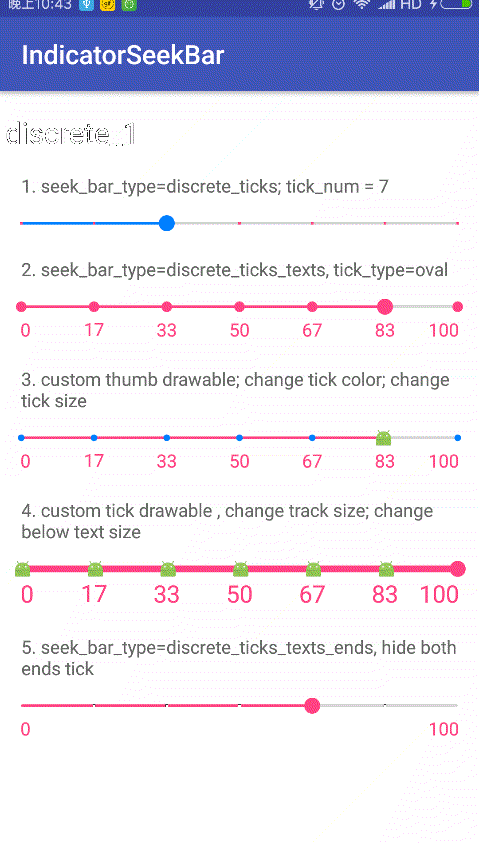 晚上10:43 HD
IndicatorSeekBar
discrete_1
1. seek_bar_type=discrete_ticks; tick_num = 7
2. seek_bar_type=discrete_ticks_texts, tick_type=oval
0 17 33 50 67 83 100
3. custom thumb drawable; change tick color; change
tick size
0 17 33 50 67 83 100
4. custom tick drawable , change track size; change
below text size
0 17 33 50 67 83 100
5. seek_bar_type=discrete_ticks_texts_ends, hide both
ends tick
0 100